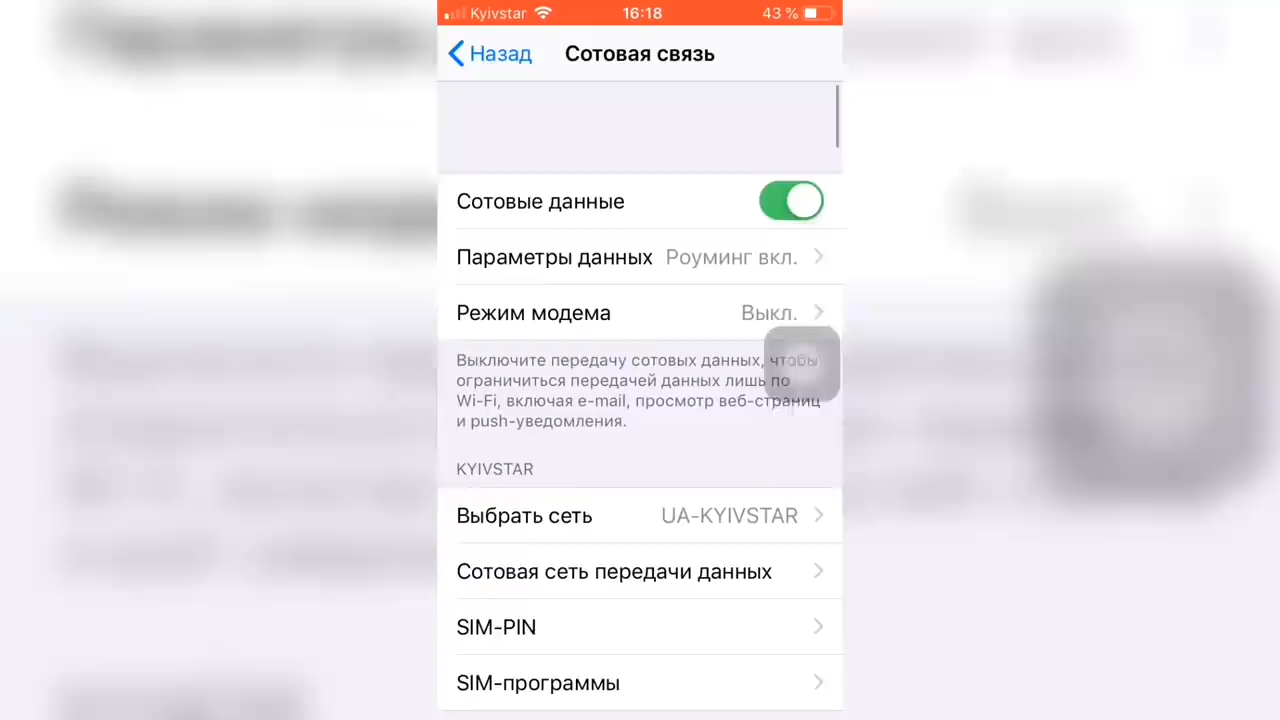 Kyivstar 16:18 43 %
Назад Сотовая связь
Сотовые данные
Параметры данных Роуминг вкл.
Режим модема Выкл.
Выключите передачу сотовых данных, чтобы
ограничиться передачей данных лишь по
Wi-Fi, включая e-mail, просмотр веб-страниц
и push-уведомления.
KYIVSTAR
Выбрать сеть UA-KYIVSTAR
Сотовая сеть передачи данных
SIM-PIN
SIM-программы